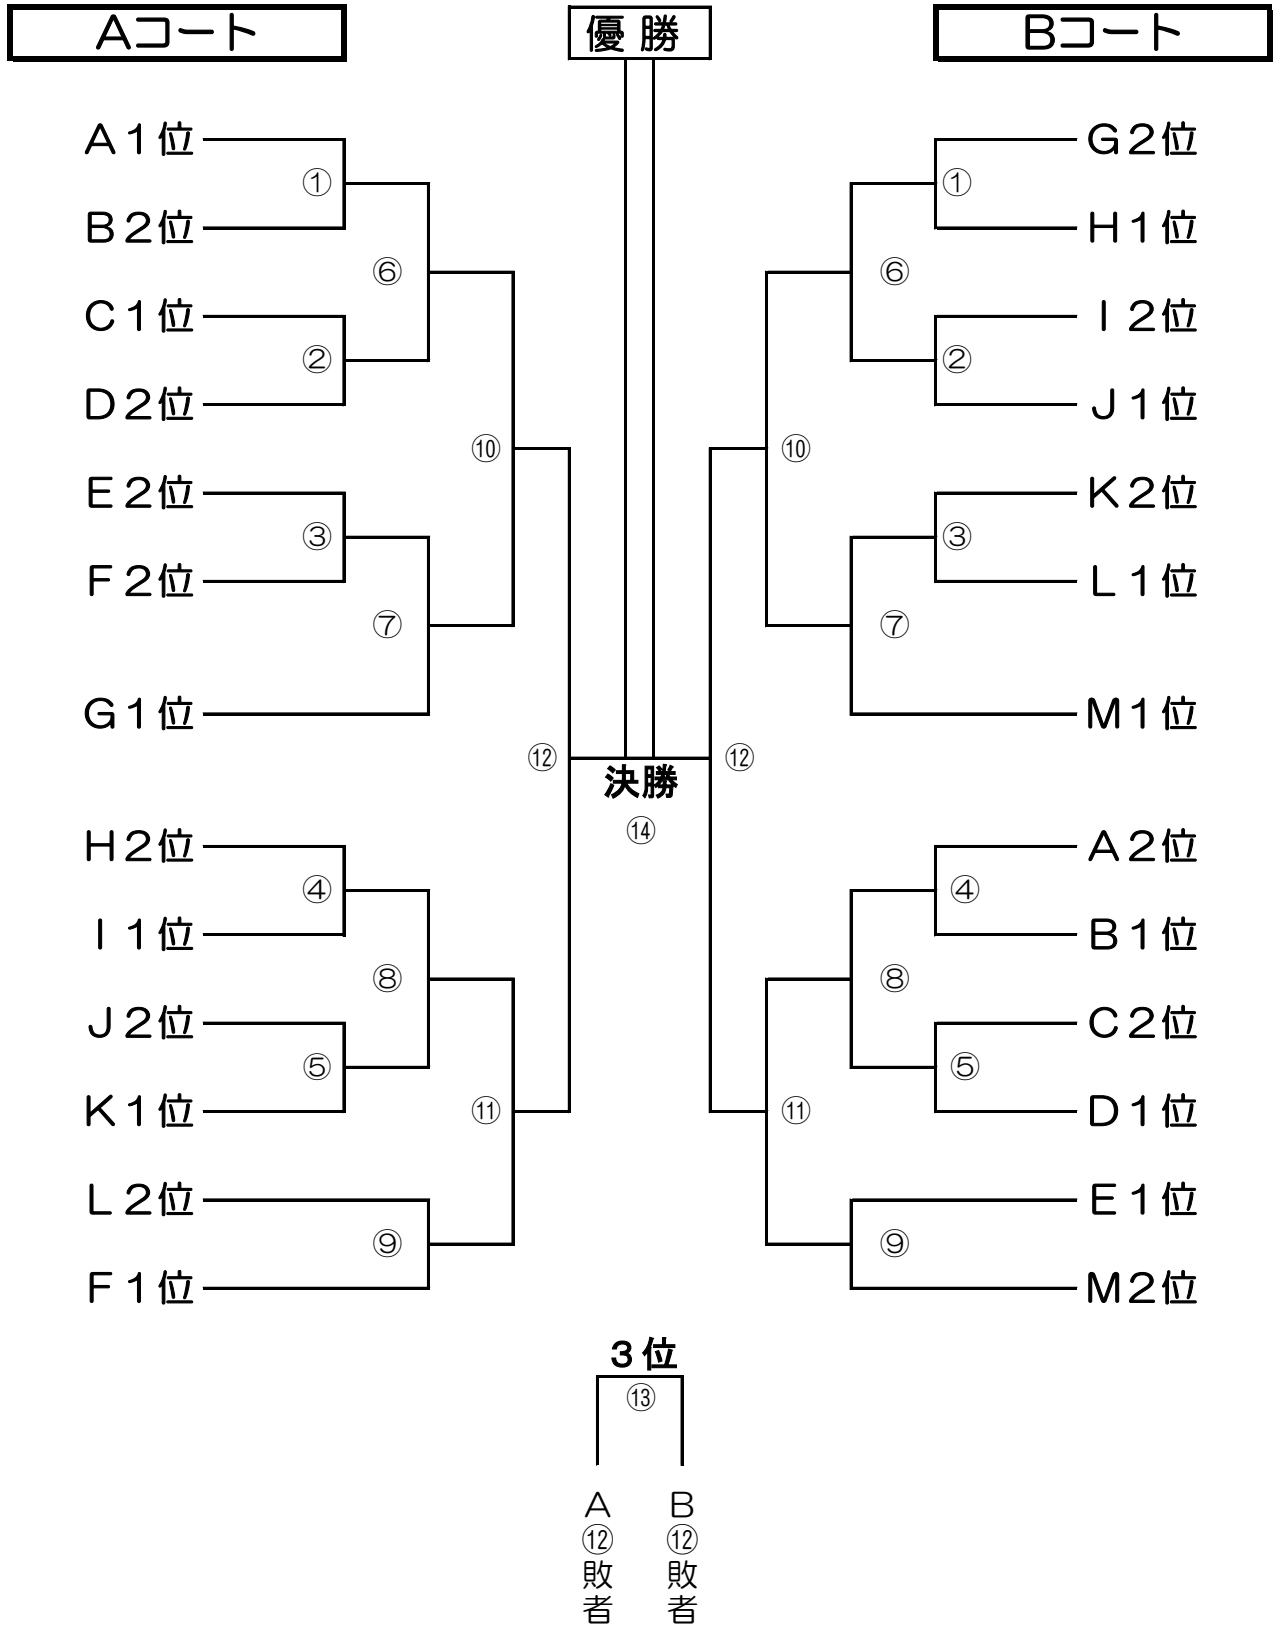 Aコート
優 勝
Bコート
A1位
①
B2位
⑥
C1位
②
D2位
⑩
E2位
③
F2位
⑦
G1位
⑫
H2位
④
I1位
⑧
J2位
⑤
K1位
⑪
L2位
⑨
F1位
決勝
⑭
G2位
①
H1位
⑥
I2位
②
J1位
⑩
K2位
③
L1位
⑦
M1位
⑫
A2位
④
B1位
⑧
C2位
⑤
D1位
⑪
E1位
⑨
M2位
3位
⑬
A⑫敗者
B⑫敗者